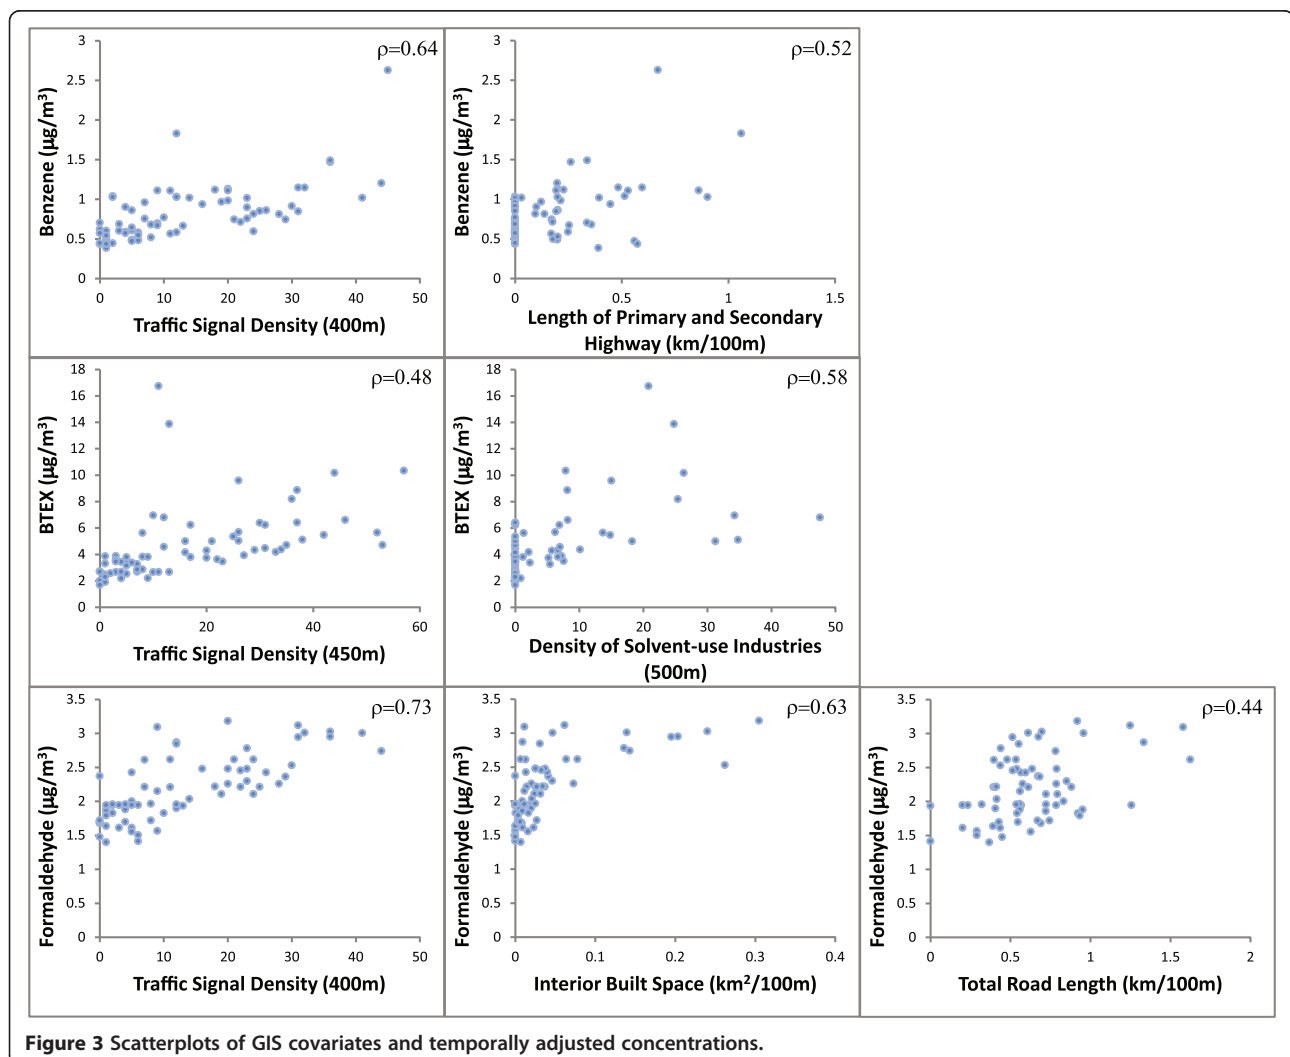 3
2.5
2
1.5
1
0.5
0
0 10 20 30 40 50
Benzene (µg/m³)
Traffic Signal Density (400m)
ρ=0.64
3
2.5
2
1.5
1
0.5
0
0 0.5 1 1.5
Benzene (µg/m³)
Length of Primary and Secondary
Highway (km/100m)
ρ=0.52
18
16
14
12
10
8
6
4
2
0
0 20 40 60
BTEX (µg/m³)
Traffic Signal Density (450m)
ρ=0.48
18
16
14
12
10
8
6
4
2
0
0 10 20 30 40 50
BTEX (µg/m³)
Density of Solvent-use Industries
(500m)
ρ=0.58
3.5
3
2.5
2
1.5
1
0.5
0
0 10 20 30 40 50
Formaldehyde (µg/m³)
Traffic Signal Density (400m)
ρ=0.73
3.5
3
2.5
2
1.5
1
0.5
0
0 0.1 0.2 0.3 0.4
Formaldehyde (µg/m³)
Interior Built Space (km²/100m)
ρ=0.63
3.5
3
2.5
2
1.5
1
0.5
0
0 0.5 1 1.5 2
Formaldehyde (µg/m³)
Total Road Length (km/100m)
ρ=0.44
Figure 3 Scatterplots of GIS covariates and temporally adjusted concentrations.